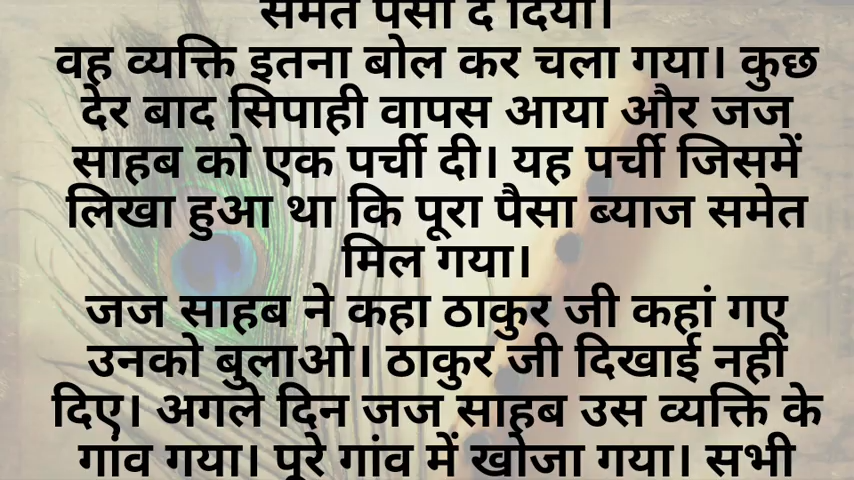 समेत पैसा दे दिया।
वह व्यक्ति इतना बोल कर चला गया। कुछ
देर बाद सिपाही वापस आया और जज
साहब को एक पर्ची दी। यह पर्ची जिसमें
लिखा हुआ था कि पूरा पैसा ब्याज समेत
मिल गया।
जज साहब ने कहा ठाकुर जी कहां गए
उनको बुलाओ। ठाकुर जी दिखाई नहीं
दिए। अगले दिन जज साहब उस व्यक्ति के
गांव गया। पूरे गांव में खोजा गया। सभी